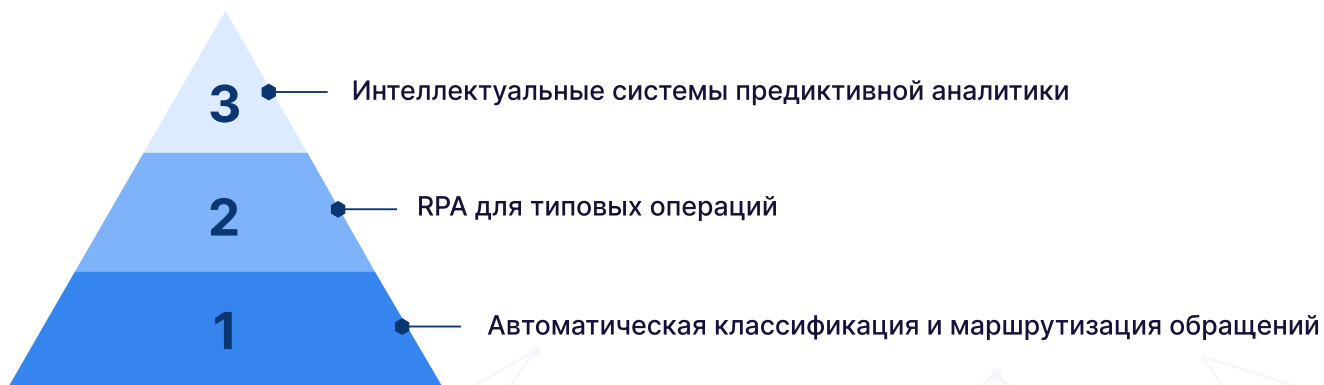 3
Интеллектуальные системы предиктивной аналитики
2
RPA для типовых операций
1
Автоматическая классификация и маршрутизация обращений